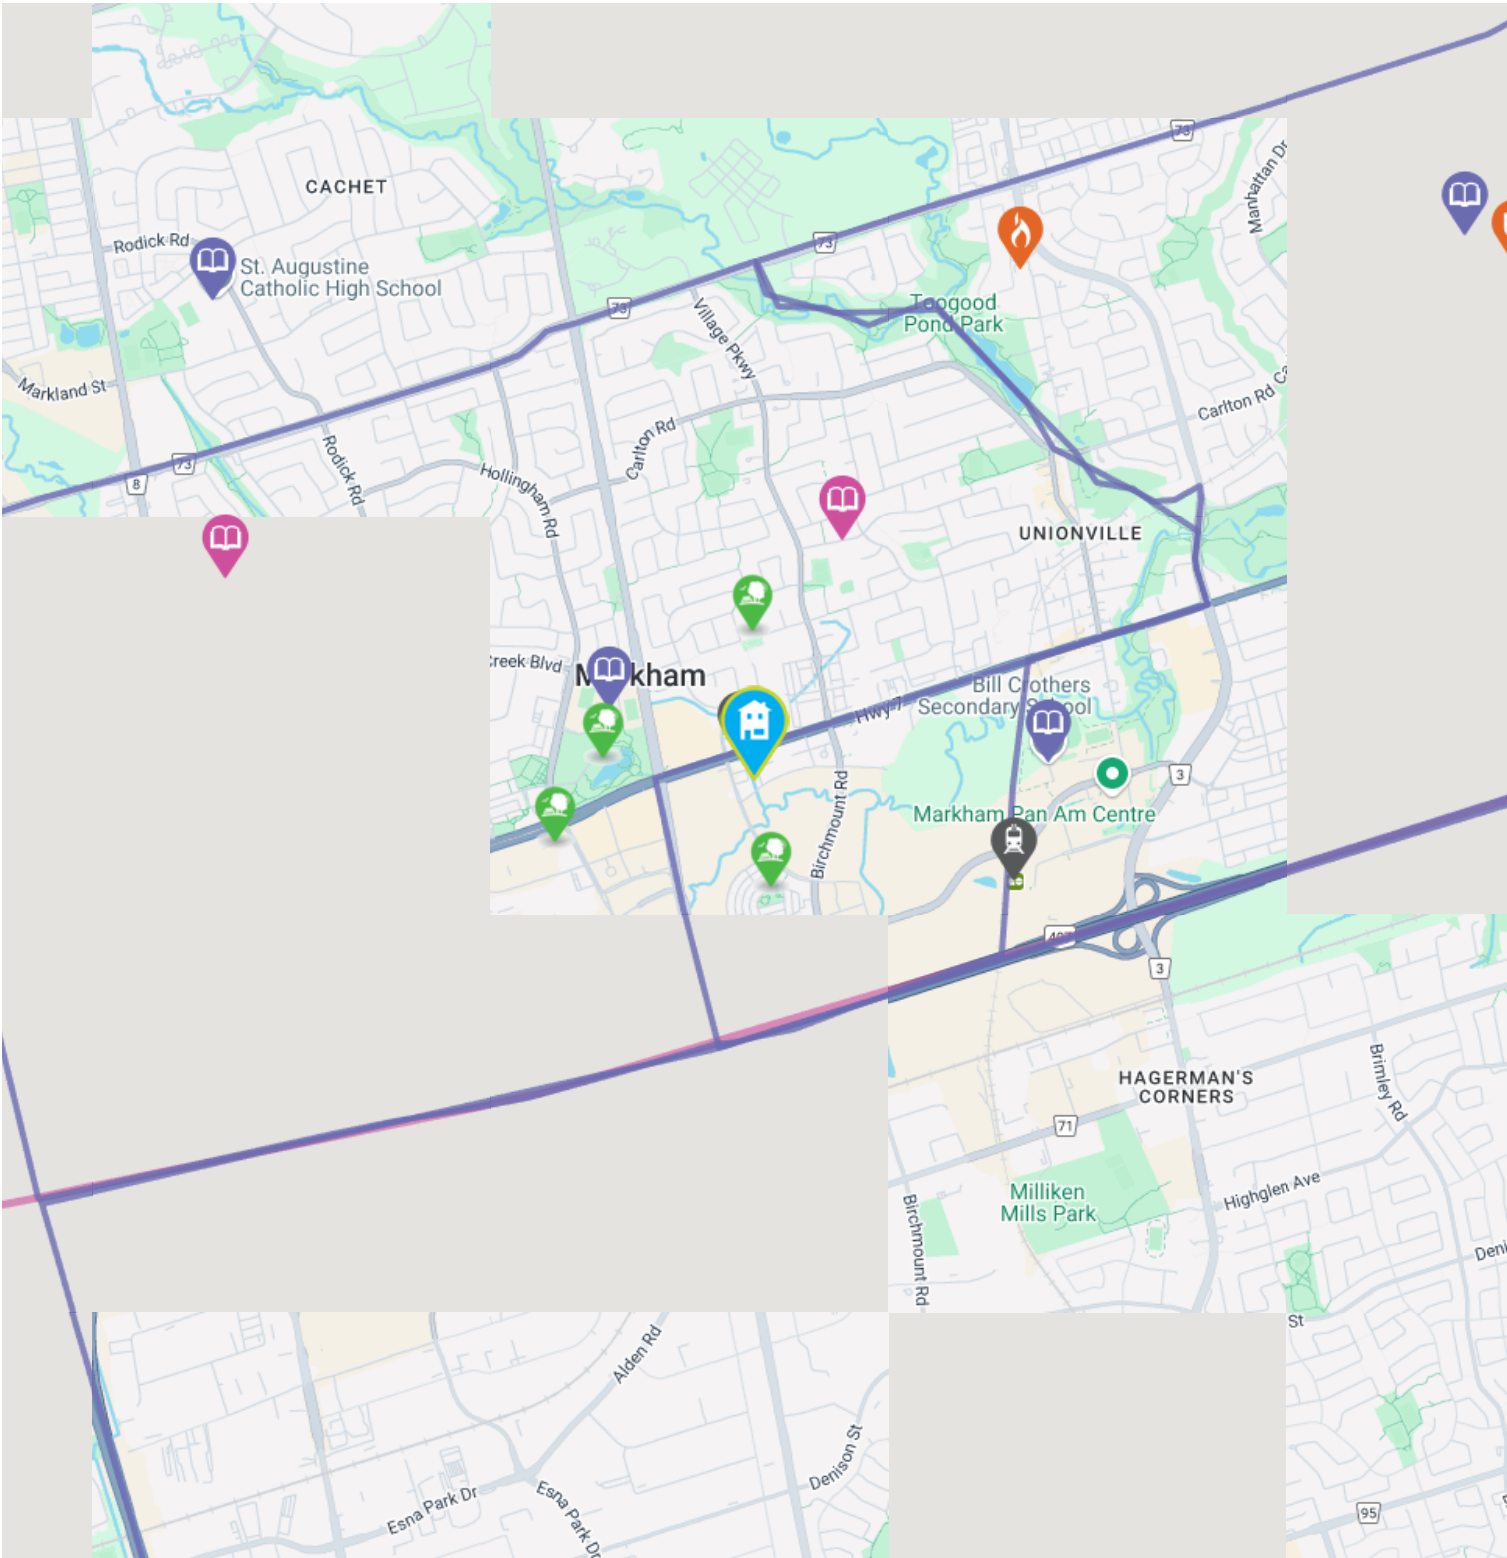 73
CACHET
Manhattan Dr
Rodick Rd
73
St. Augustine
Catholic High School
73
Toogood
Pond Park
Village Pkwy
Markland St
Carlton Rd
Carlton Rd
Rodick Rd
73
8
Hollingham Rd
UNIONVILLE
Creek Blvd
Bill Crothers
Secondary School
Hwy 7
3
Birchmount Rd
Markham Pan Am Centre
407
3
Brimley Rd
HAGERMAN'S
CORNERS
71
Highglen Ave
Milliken
Mills Park
Birchmount Rd
St
Alden Rd
Denison St
Esna Park Dr
Esna Park Dr
95